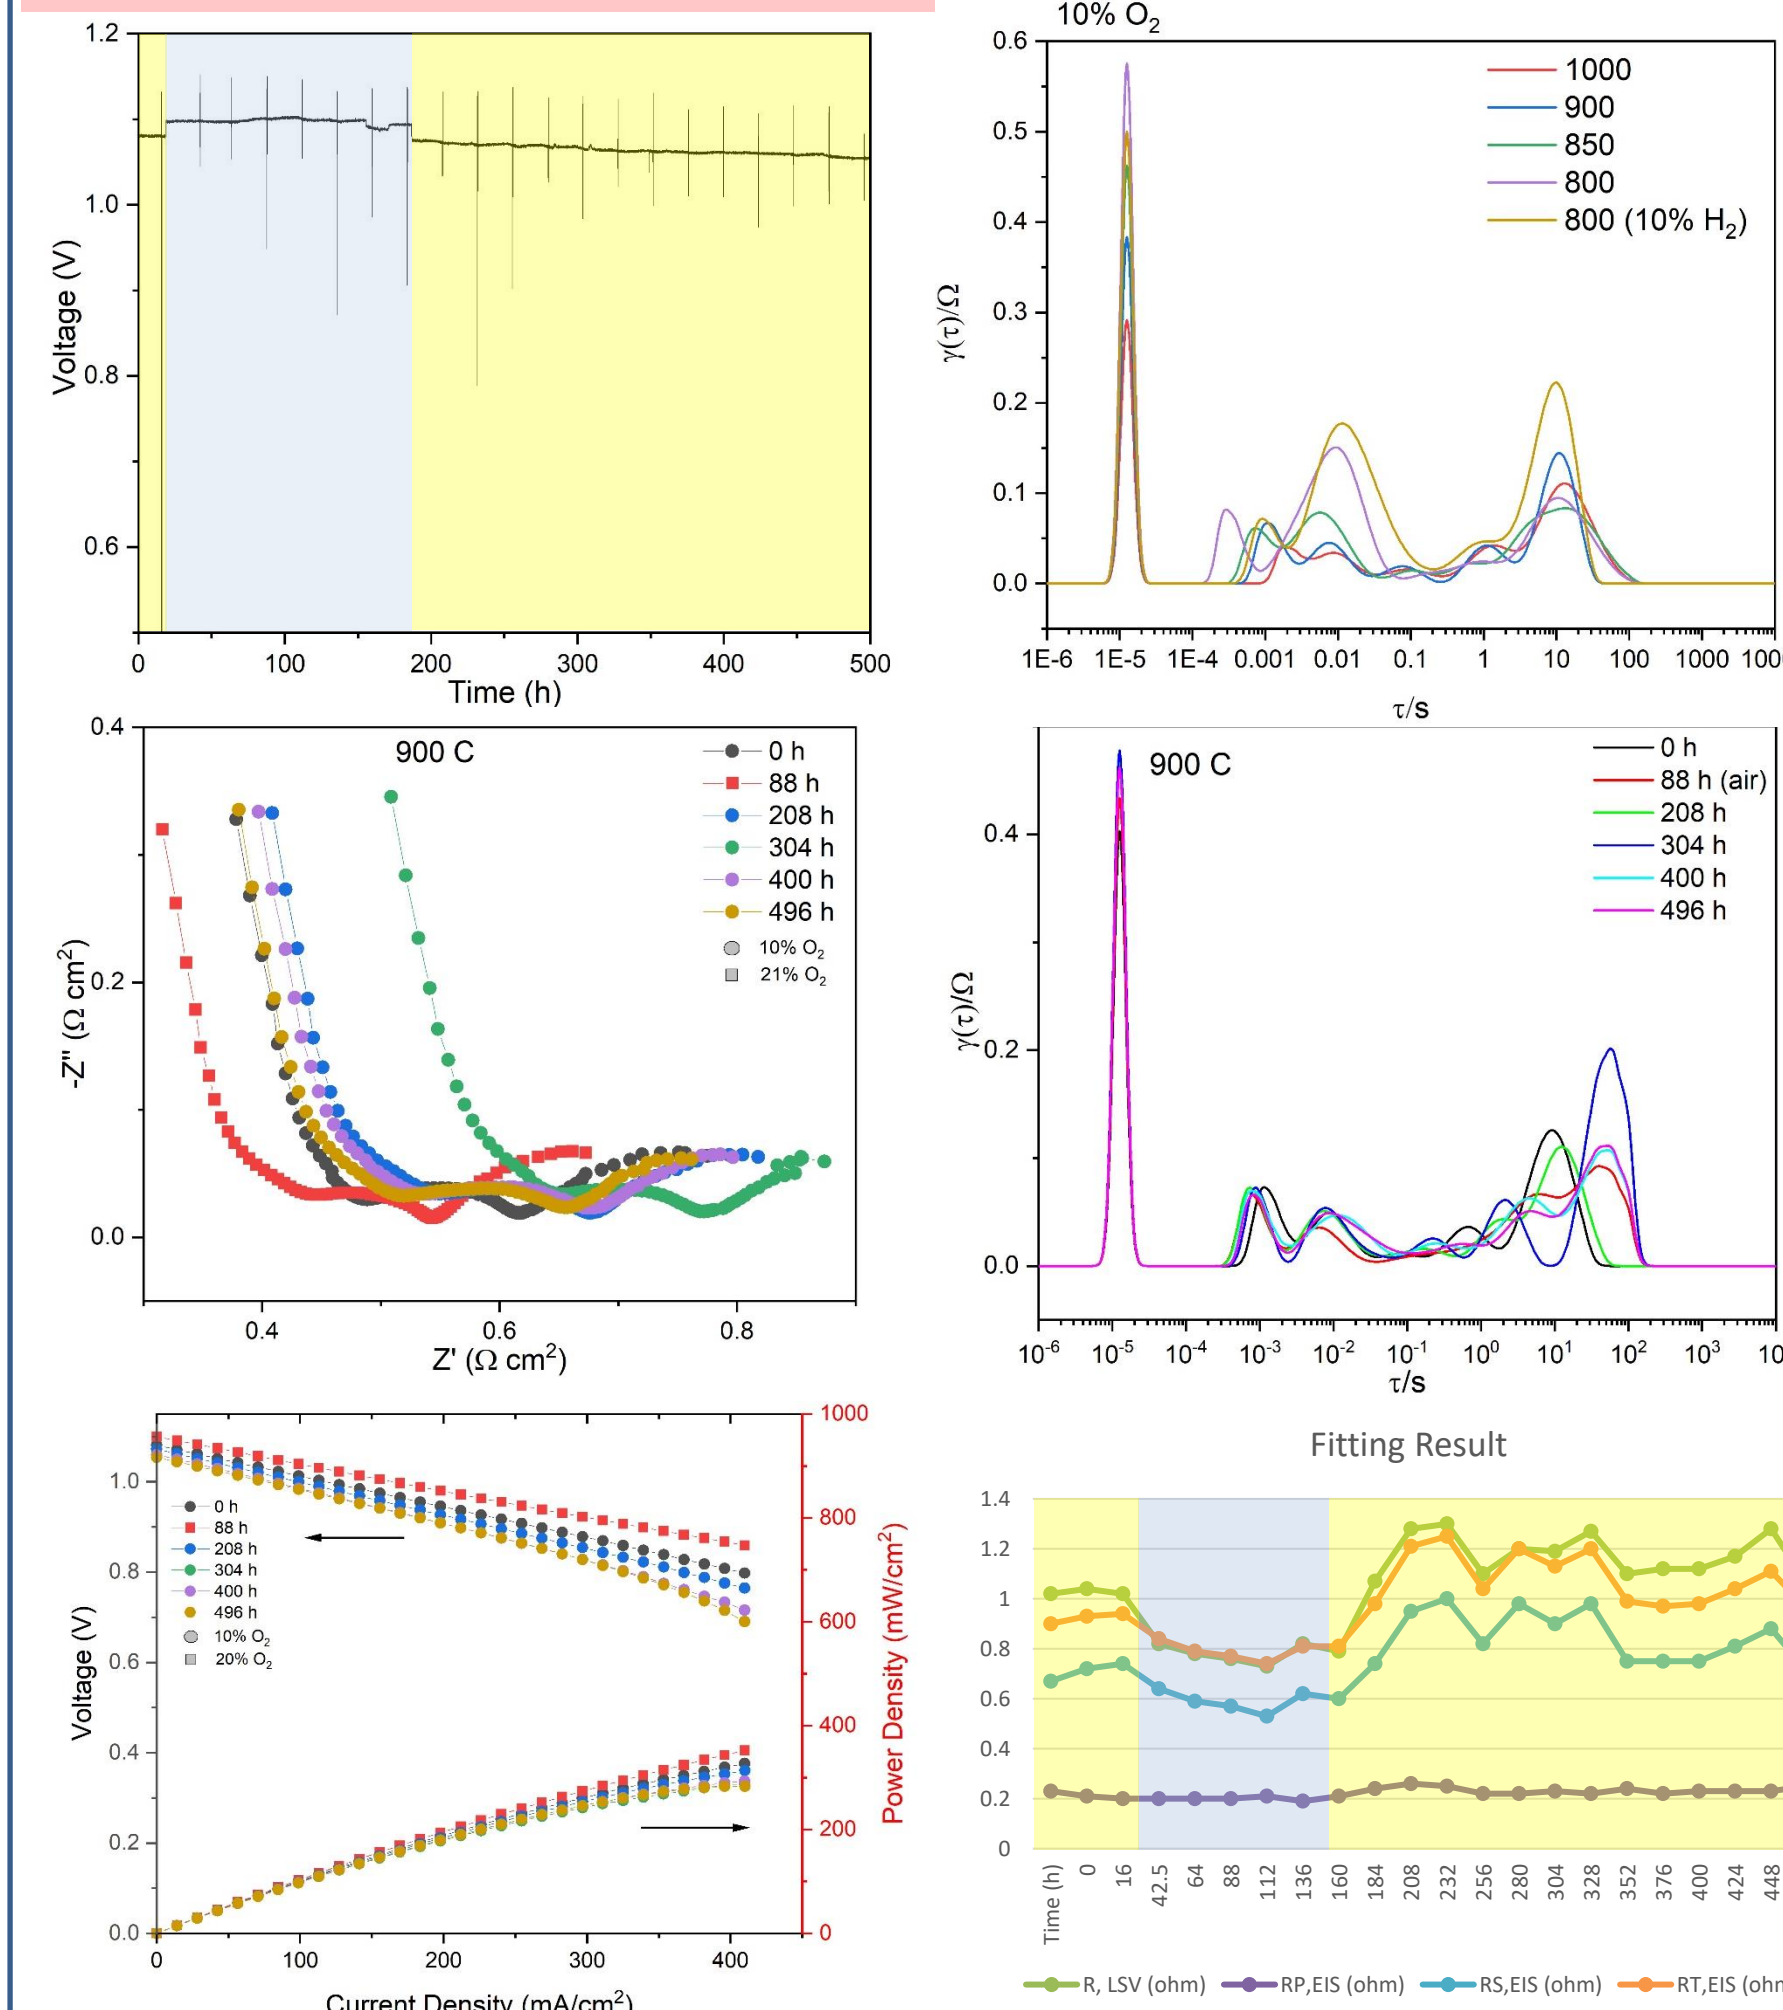 1.2
1.0
0.8
0.6
Voltage (V)
0
100
200
300
400
500
Time (h)
10% O2
0.6
0.5
0.4
0.3
0.2
0.1
0.0
γ(τ)/Ω
1000
900
850
800
800 (10% H2)
1E-6
1E-5
1E-4
0.001
0.01
0.1
1
10
100
1000
τ/s
0.4
0.2
0.0
-Z'' (Ω cm2)
900 C
0 h
88 h
208 h
304 h
400 h
496 h
10% O2
21% O2
0.4
0.6
0.8
Z' (Ω cm2)
0.4
0.2
0.0
γ(τ)/Ω
900 C
0 h
88 h (air)
208 h
304 h
400 h
496 h
10-6
10-5
10-4
10-3
10-2
10-1
100
101
102
103
τ/s
1.0
0.8
0.6
0.4
0.2
0.0
Voltage (V)
0 h
88 h
208 h
304 h
400 h
496 h
10% O2
20% O2
1000
800
600
400
200
0
Power Density (mW/cm2)
0
100
200
300
400
Current Density (mA/cm2)
Fitting Result
1.4
1.2
1
0.8
0.6
0.4
0.2
0
Time (h)
0
16
42.5
64
88
112
136
160
184
208
232
256
280
304
328
352
376
400
424
448
R, LSV (ohm)
RP,EIS (ohm)
RS,EIS (ohm)
RT,EIS (ohm